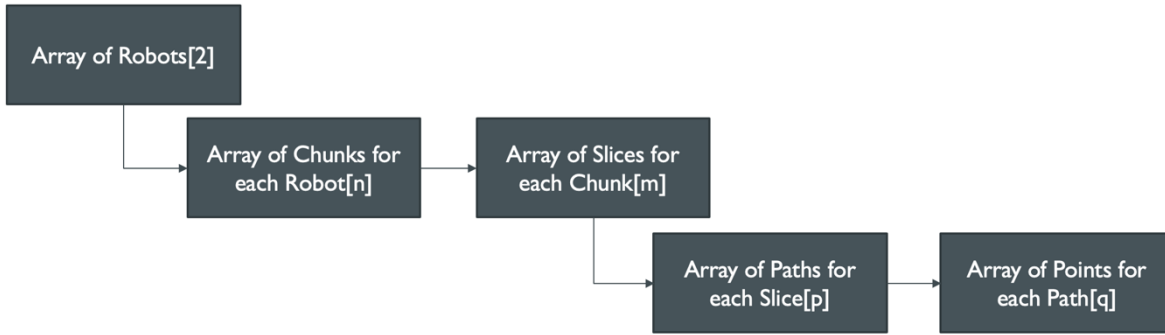 Array of Robots[2]
Array of Chunks for
each Robot[n]
Array of Slices for
each Chunk[m]
Array of Paths for
each Slice[p]
Array of Points for
each Path[q]